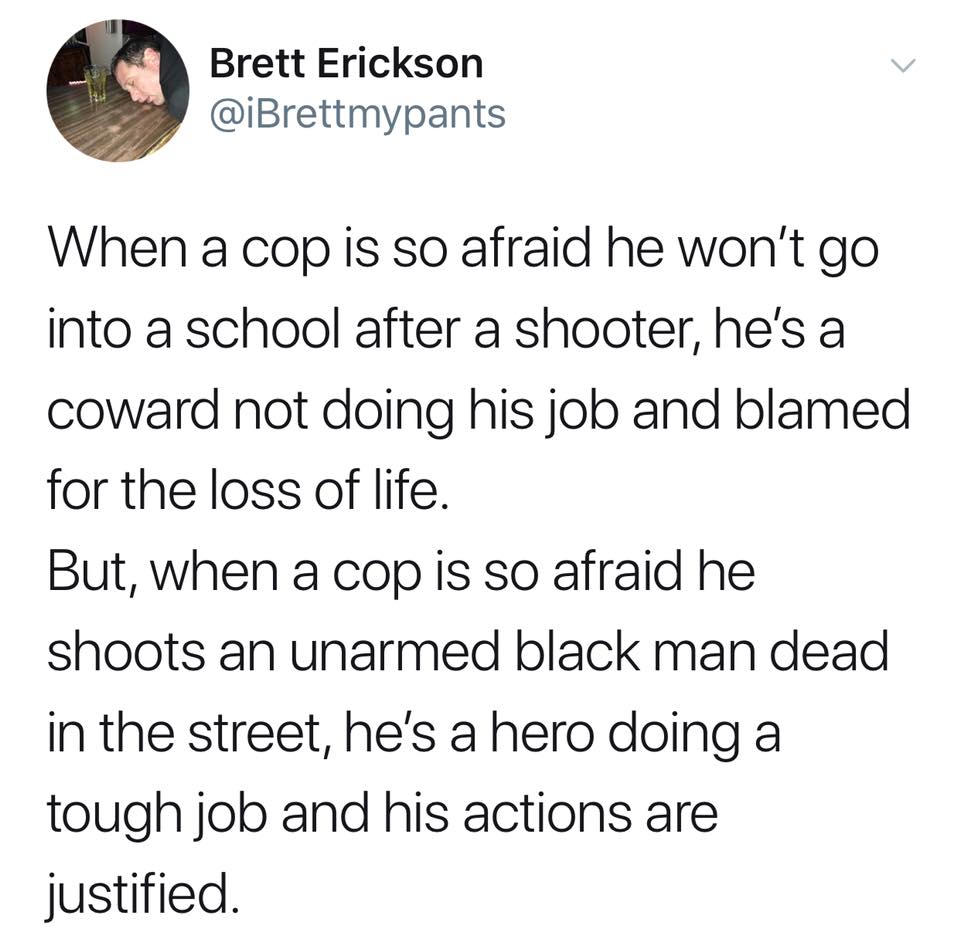 Brett Erickson
@iBrettmypants
When a cop is so afraid he won’t go
into a school after a shooter, he’s a
coward not doing his job and blamed
for the loss of life.
But, when a cop is so afraid he
shoots an unarmed black man dead
in the street, he’s a hero doing a
tough job and his actions are
justified.